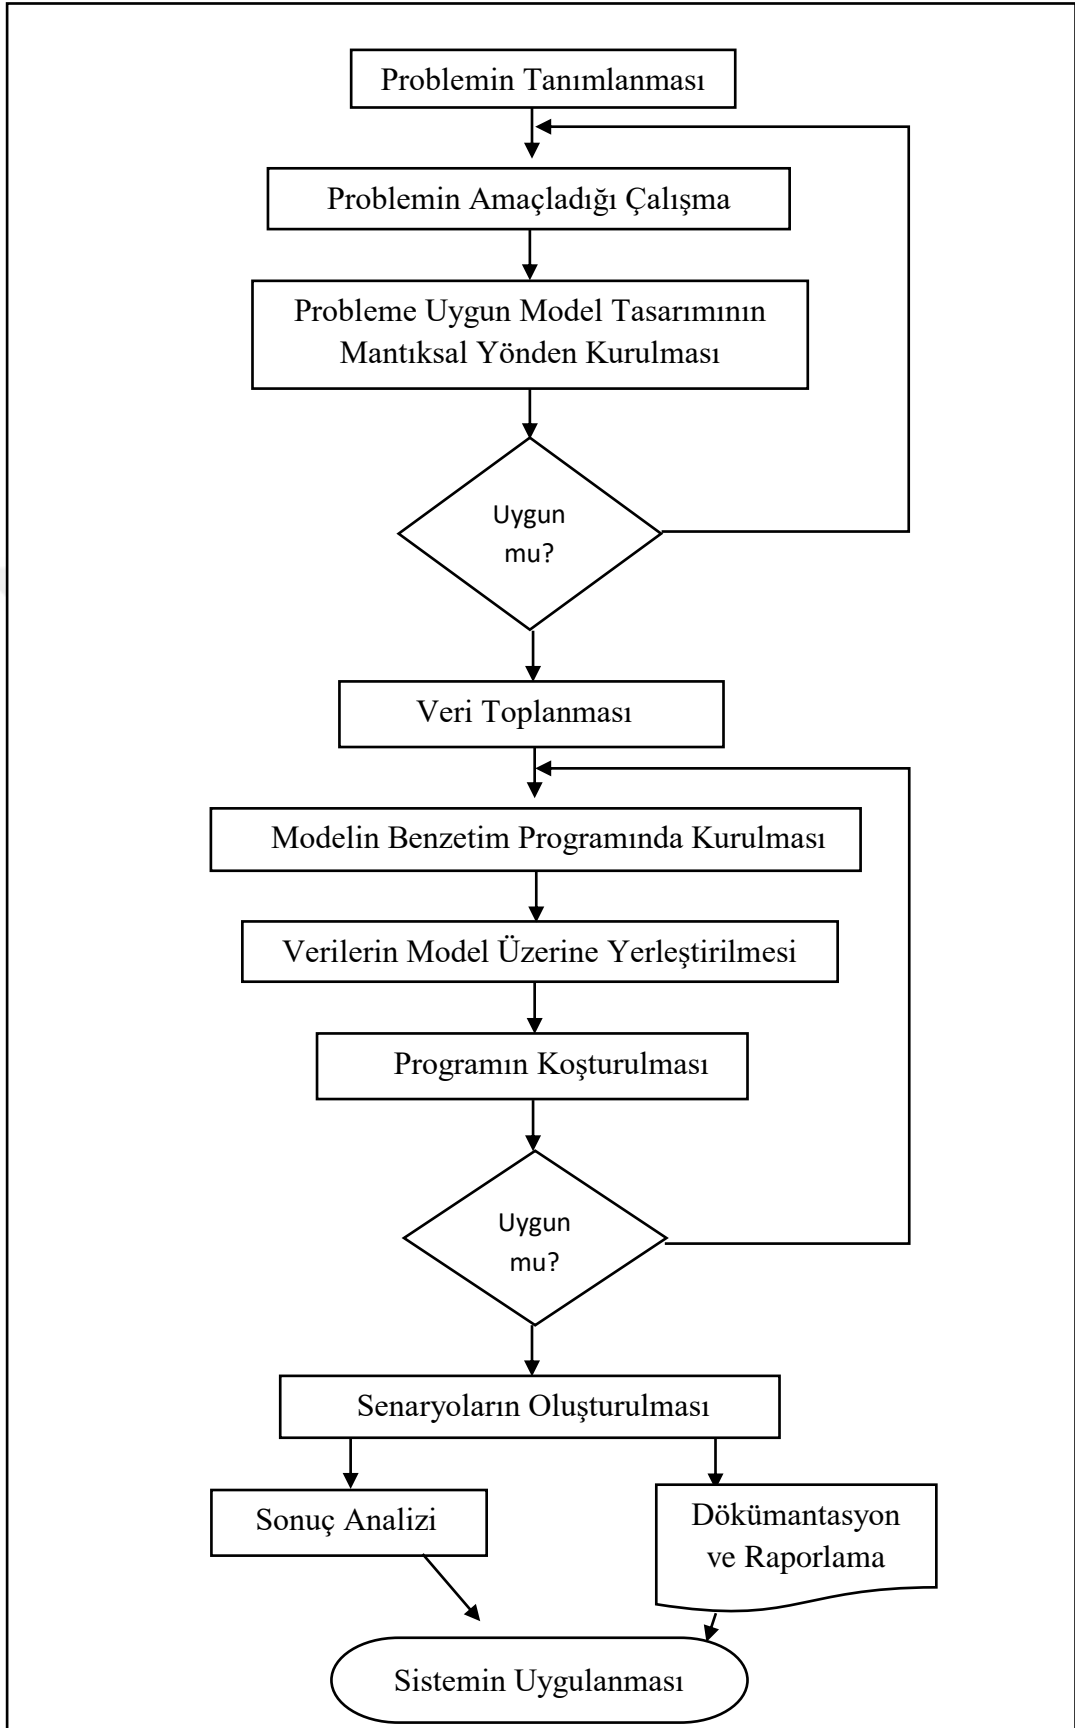 Problemin Tanımlanması
Problemin Amaçladığı Çalışma
Probleme Uygun Model Tasarımının
Mantıksal Yönden Kurulması
Uygun
mu?
Veri Toplanması
Modelin Benzetim Programında Kurulması
Verilerin Model Üzerine Yerleştirilmesi
Programın Koşturulması
Uygun
mu?
Senaryoların Oluşturulması
Sonuç Analizi
Dökümantasyon
ve Raporlama
Sistemin Uygulanması